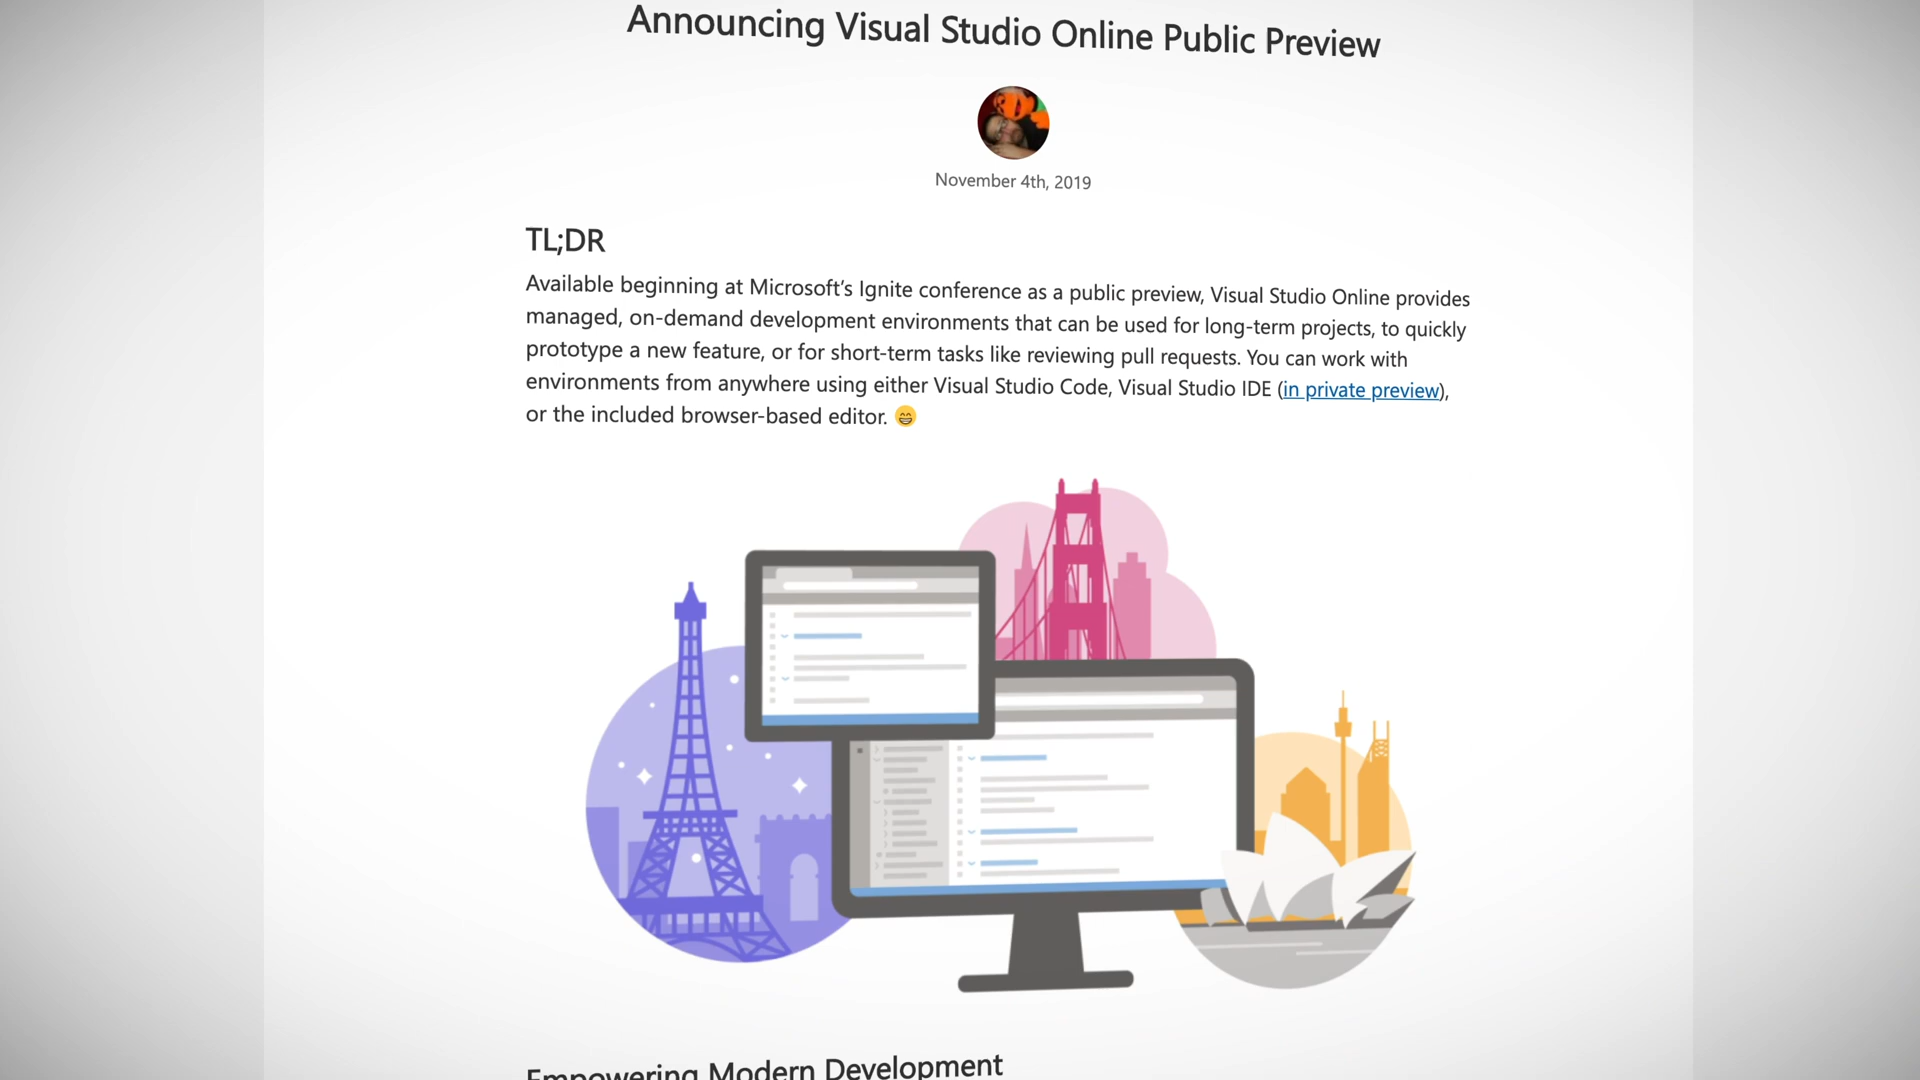 Announcing Visual Studio Online Public Preview
November 4th, 2019
TL;DR
Available beginning at Microsoft’s Ignite conference as a public preview, Visual Studio Online provides
managed, on-demand development environments that can be used for long-term projects, to quickly
prototype a new feature, or for short-term tasks like reviewing pull requests. You can work with
environments from anywhere using either Visual Studio Code, Visual Studio IDE (in private preview),
or the included browser-based editor. 😄
Empowering Modern Development